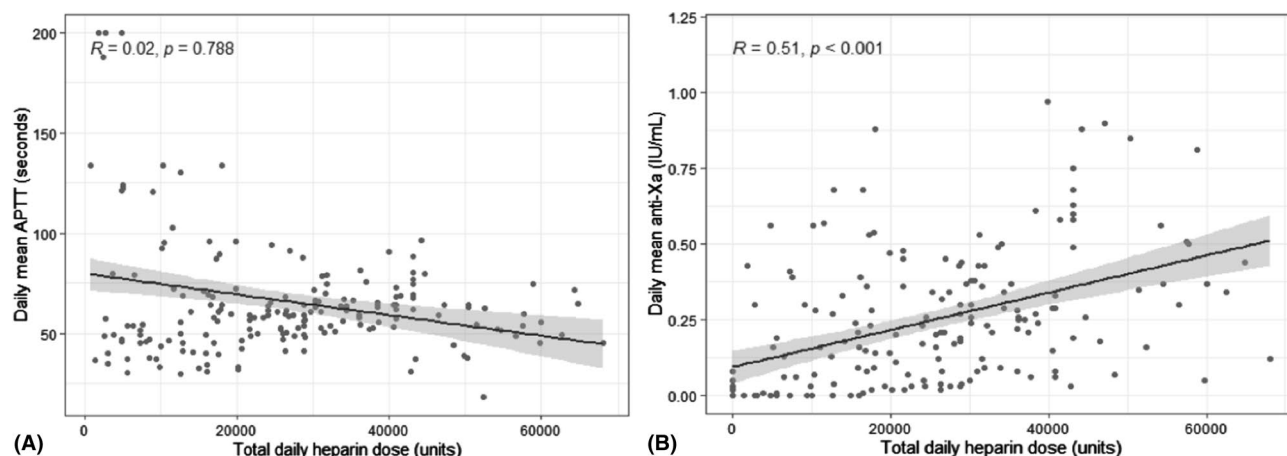 200
150
100
50
0
20000
40000
60000
R = 0.02, p = 0.788
Daily mean APTT (seconds)
Total daily heparin dose (units)
(A)
1.25
1.00
0.75
0.50
0.25
0.00
0
20000
40000
60000
R = 0.51, p < 0.001
Daily mean anti-Xa (IU/mL)
Total daily heparin dose (units)
(B)